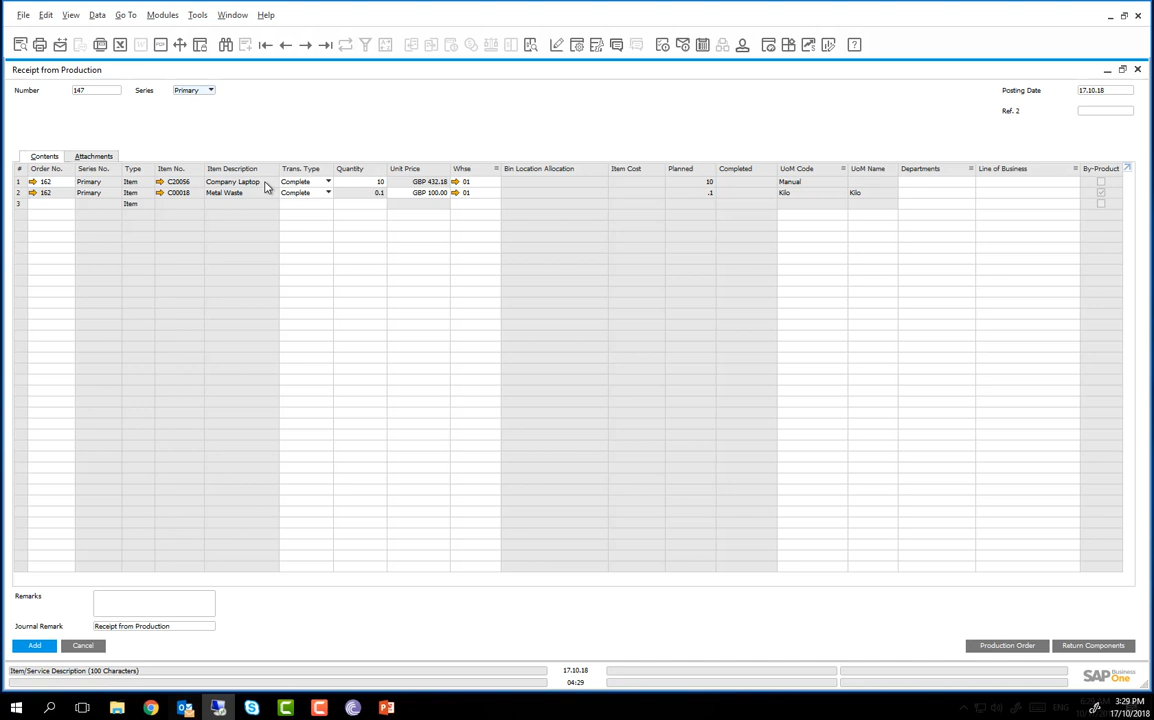 File Edit View Data Go To Modules Tools Window Help
Receipt from Production
Number 147 Series Primary Posting Date 17.10.18
Ref. 2
Contents Attachments
# Order No. Series No. Type Item No. Item Description Trans. Type Quantity Unit Price Whse Bin Location Allocation Item Cost Planned Completed UoM Code UoM Name Departments Line of Business By-Product
1 162 Primary Item C20056 Company Laptop Complete 10 GBP 432.18 01 10 Manual
2 162 Primary Item C00018 Metal Waste Complete 0.1 GBP 100.00 01 .1 Kilo Kilo
3 Item
Remarks
Journal Remark Receipt from Production
Add Cancel Production Order Return Components
Item/Service Description (100 Characters) 17.10.18
04:29
SAP Business One
ENG 3:29 PM
17/10/2018